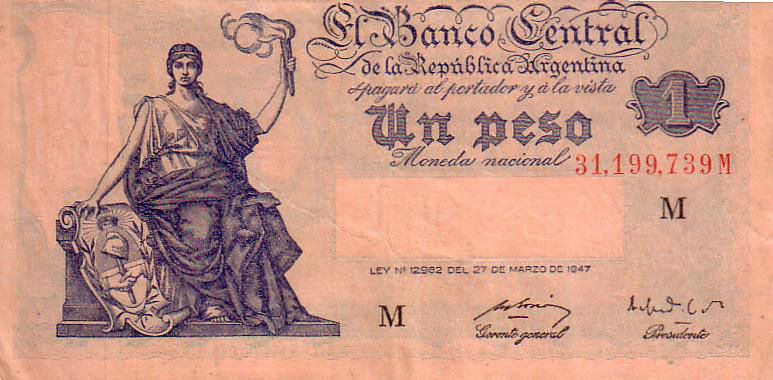 El Banco Central
de la República Argentina
pagará al portador y á la vista
1
Un peso
Moneda nacional
31,199,739 M
M
LEY Nº 12962 DEL 27 DE MARZO DE 1947
M
Gerente general
Presidente